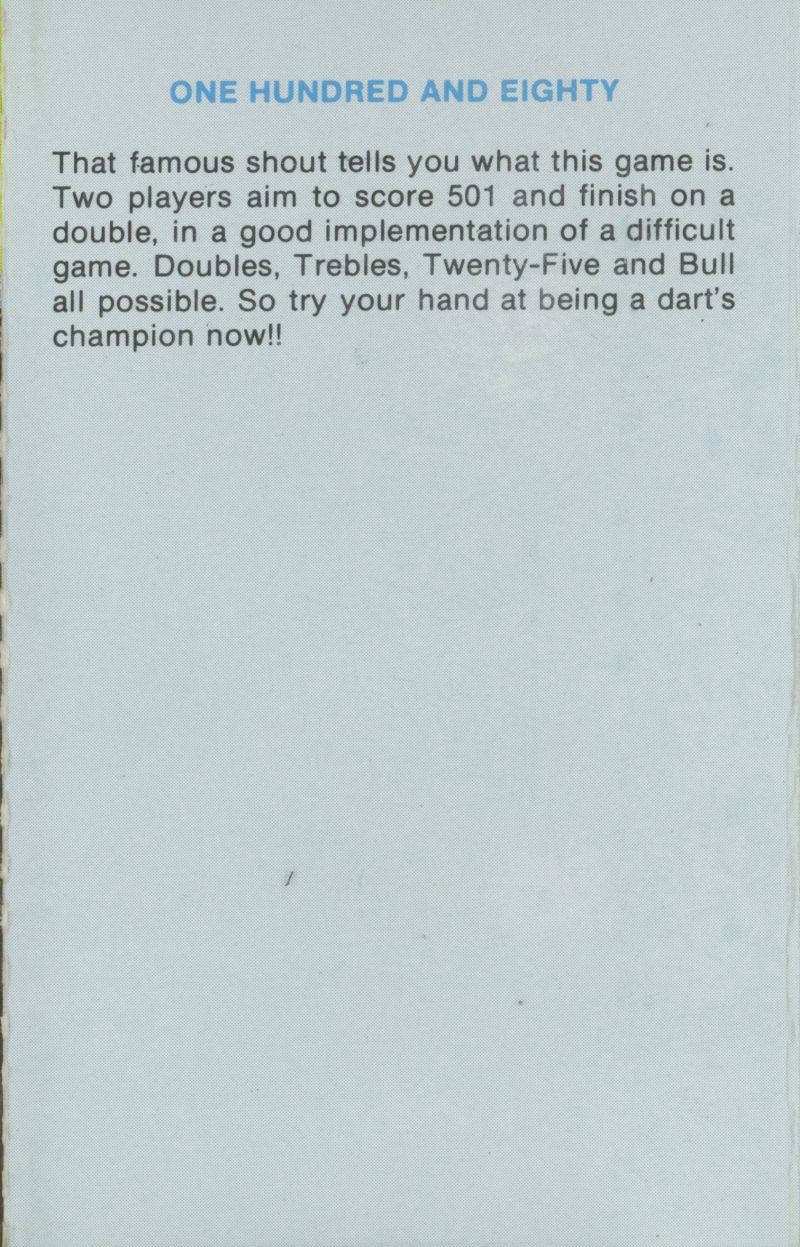 ONE HUNDRED AND EIGHTY
That famous shout tells you what this game is.
Two players aim to score 501 and finish on a
double, in a good implementation of a difficult
game. Doubles, Trebles, Twenty-Five and Bull
all possible. So try your hand at being a dart's
champion now!!